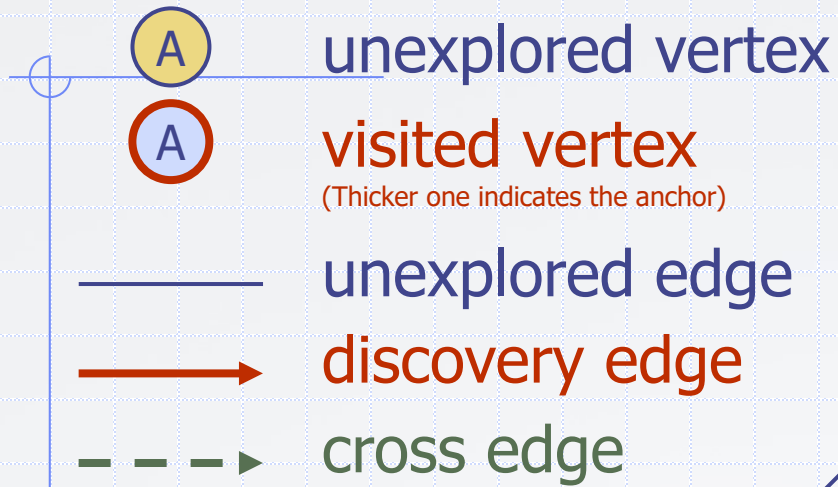 A unexplored vertex
A visited vertex
(Thicker one indicates the anchor)
unexplored edge
discovery edge
cross edge